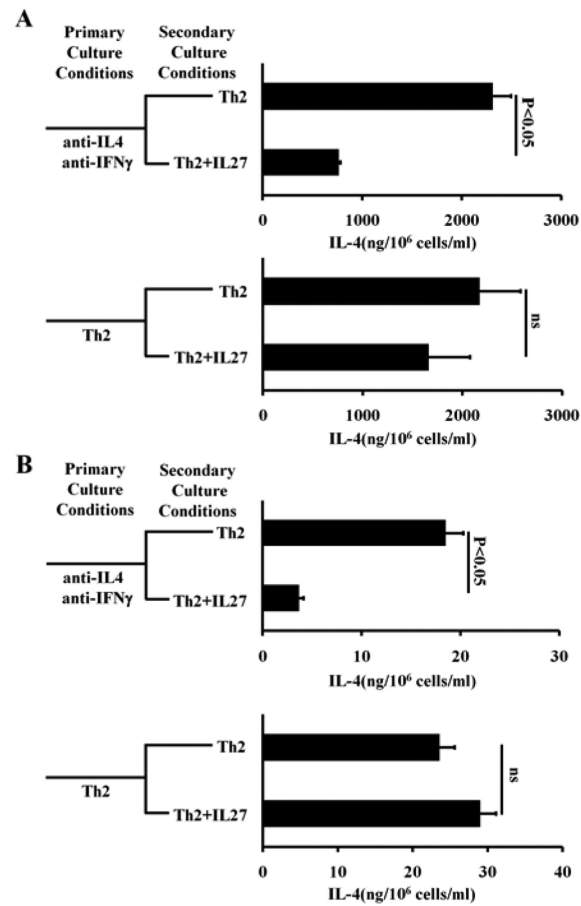 A
Primary Secondary
Culture Culture
Conditions Conditions
Th2
anti-IL4
anti-IFNγ
Th2+IL27
P<0.05
0 1000 2000 3000
IL-4(ng/10⁶ cells/ml)
Th2
Th2
Th2+IL27
ns
0 1000 2000 3000
IL-4(ng/10⁶ cells/ml)
B
Primary Secondary
Culture Culture
Conditions Conditions
Th2
anti-IL4
anti-IFNγ
Th2+IL27
P<0.05
0 10 20 30
IL-4(ng/10⁶ cells/ml)
Th2
Th2
Th2+IL27
ns
0 10 20 30 40
IL-4(ng/10⁶ cells/ml)